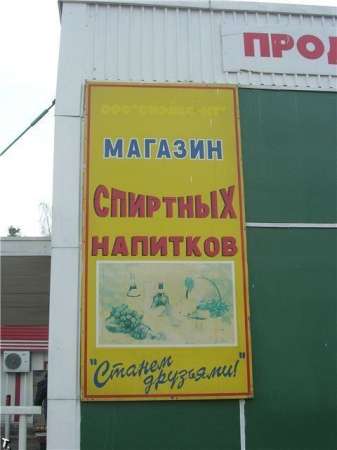 ПРОД
МАГАЗИН
СПИРТНЫХ
НАПИТКОВ
"Станем
друзьями!"